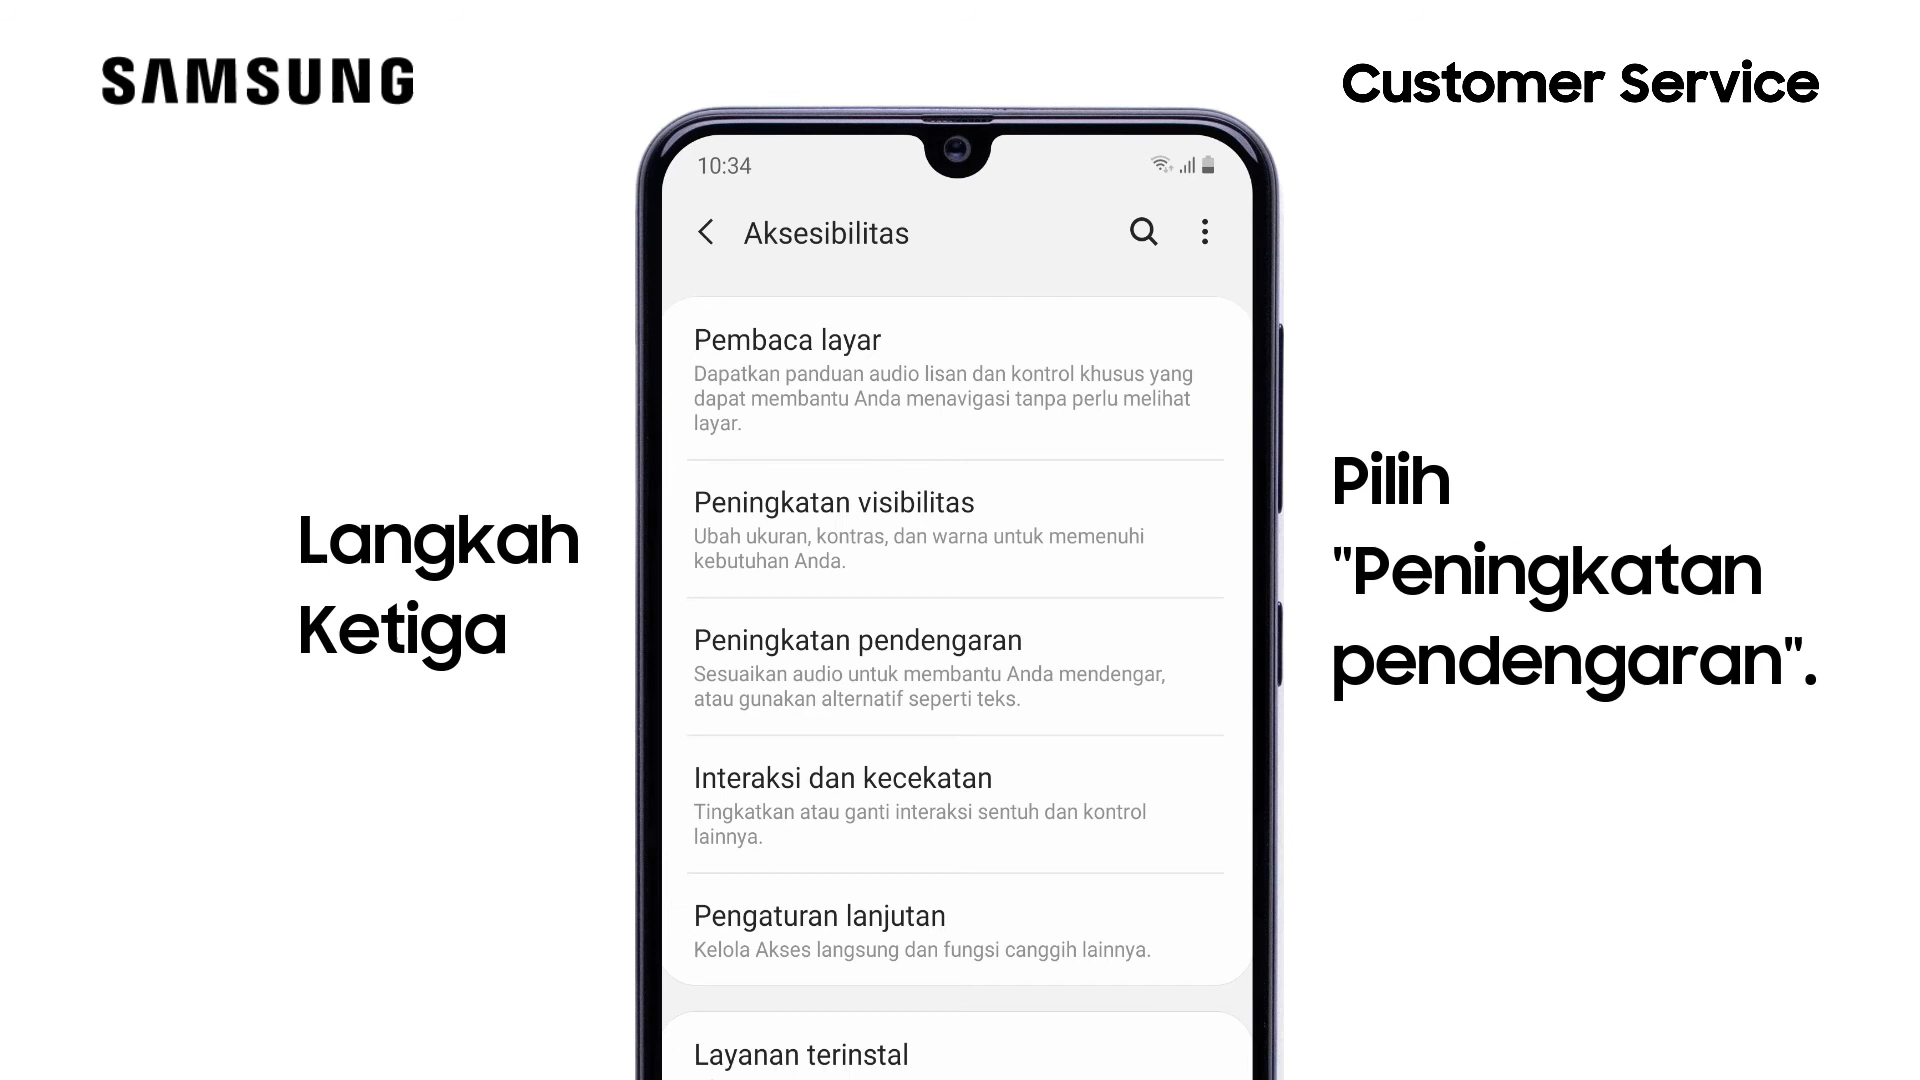 SAMSUNG
Customer Service
10:34
Aksesibilitas
Pembaca layar
Dapatkan panduan audio lisan dan kontrol khusus yang
dapat membantu Anda menavigasi tanpa perlu melihat
layar.
Peningkatan visibilitas
Ubah ukuran, kontras, dan warna untuk memenuhi
kebutuhan Anda.
Peningkatan pendengaran
Sesuaikan audio untuk membantu Anda mendengar,
atau gunakan alternatif seperti teks.
Interaksi dan kecekatan
Tingkatkan atau ganti interaksi sentuh dan kontrol
lainnya.
Pengaturan lanjutan
Kelola Akses langsung dan fungsi canggih lainnya.
Layanan terinstal
Langkah
Ketiga
Pilih
"Peningkatan
pendengaran".